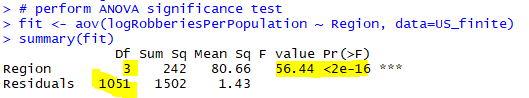 > # perform ANOVA significance test
> fit <- aov(logRobberiesPerPopulation ~ Region, data=US_finite)
> summary(fit)
Df Sum Sq Mean Sq F value Pr(>F)
Region 3 242 80.66 56.44 <2e-16 ***
Residuals 1051 1502 1.43